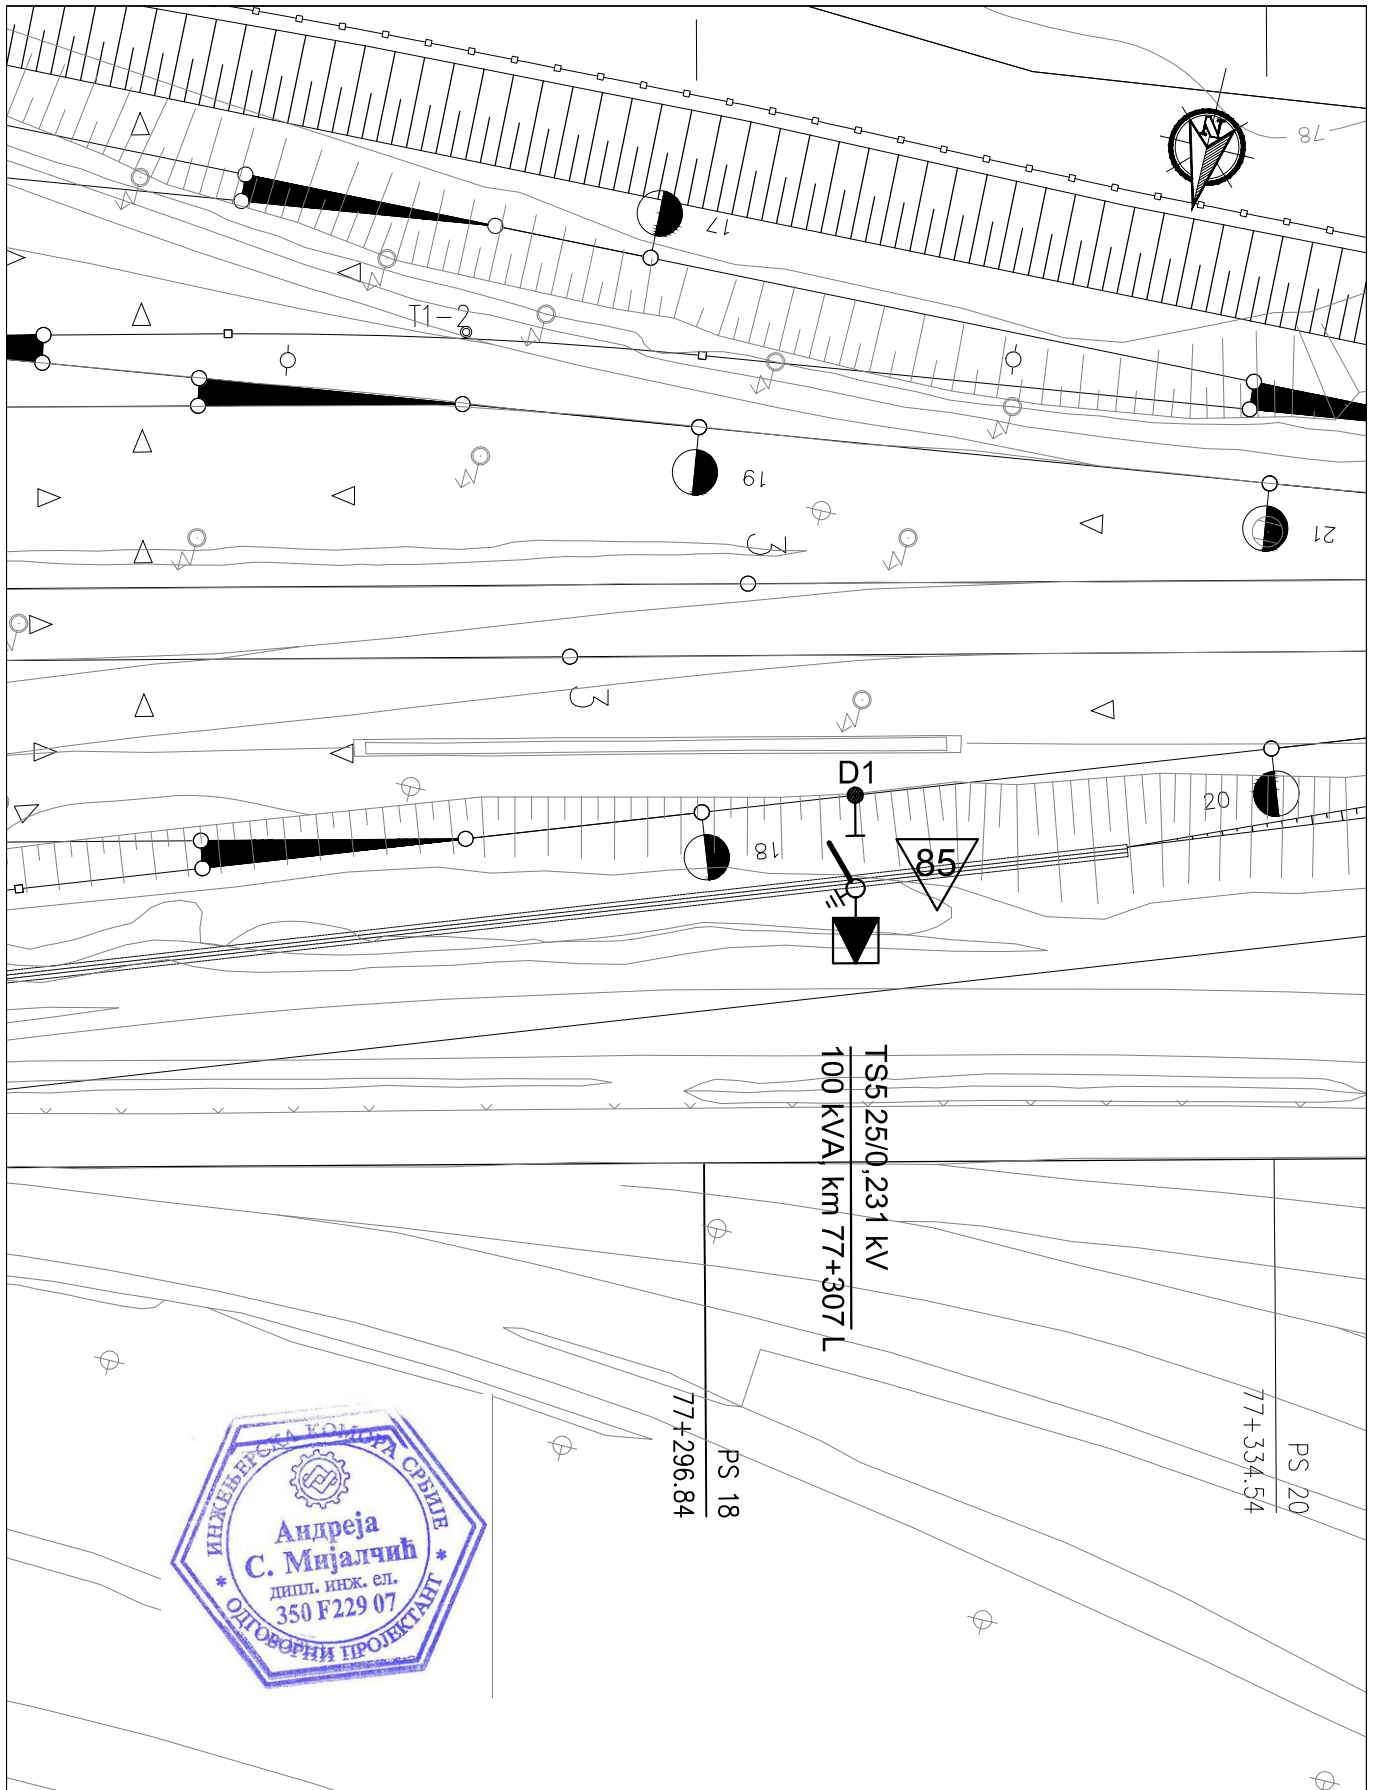 78
17
T1-2
19
3
21
3
D1
20
18
85
TS5,25/0,231 kV
100 kVA, km 77+307 L
PS 18
77+296.84
PS 20
77+334.54
ИНЖЕЊЕРСКА КОМОРА СРБИЈЕ
Андреја
С. Мијалчић
дипл. инж. ел.
350 F229 07
* ОДГОВОРНИ ПРОЈЕКТАНТ *